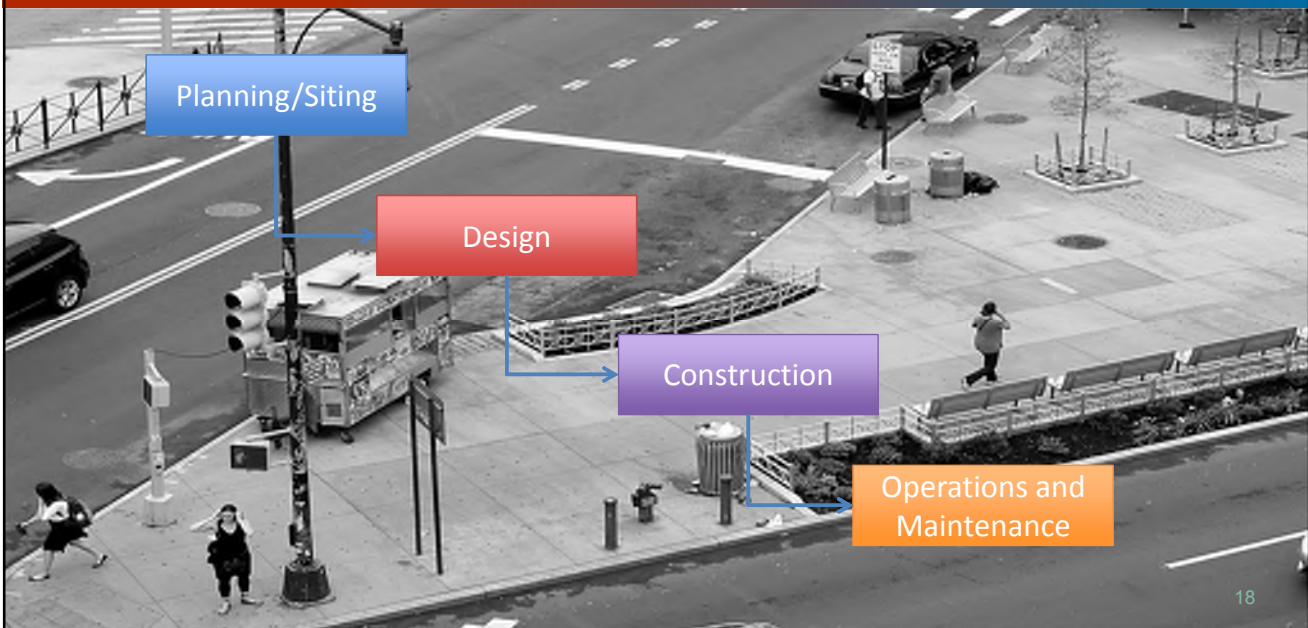 Planning/Siting
Design
Construction
Operations and
Maintenance
18